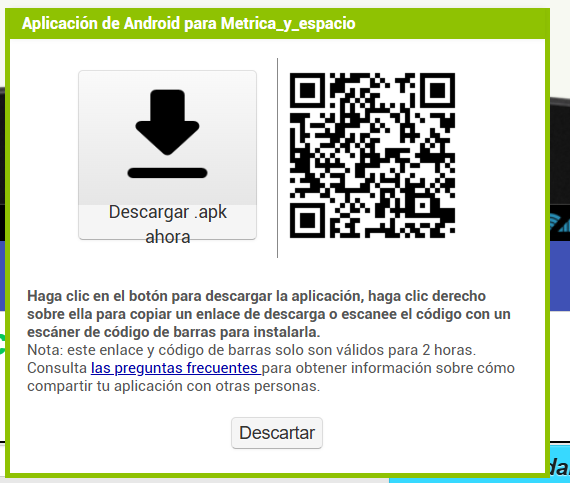 Aplicación de Android para Metrica_y_espacio
Descargar .apk
ahora
Haga clic en el botón para descargar la aplicación, haga clic derecho
sobre ella para copiar un enlace de descarga o escanee el código con un
escáner de código de barras para instalarla.
Nota: este enlace y código de barras solo son válidos para 2 horas.
Consulta las preguntas frecuentes para obtener información sobre cómo
compartir tu aplicación con otras personas.
Descartar